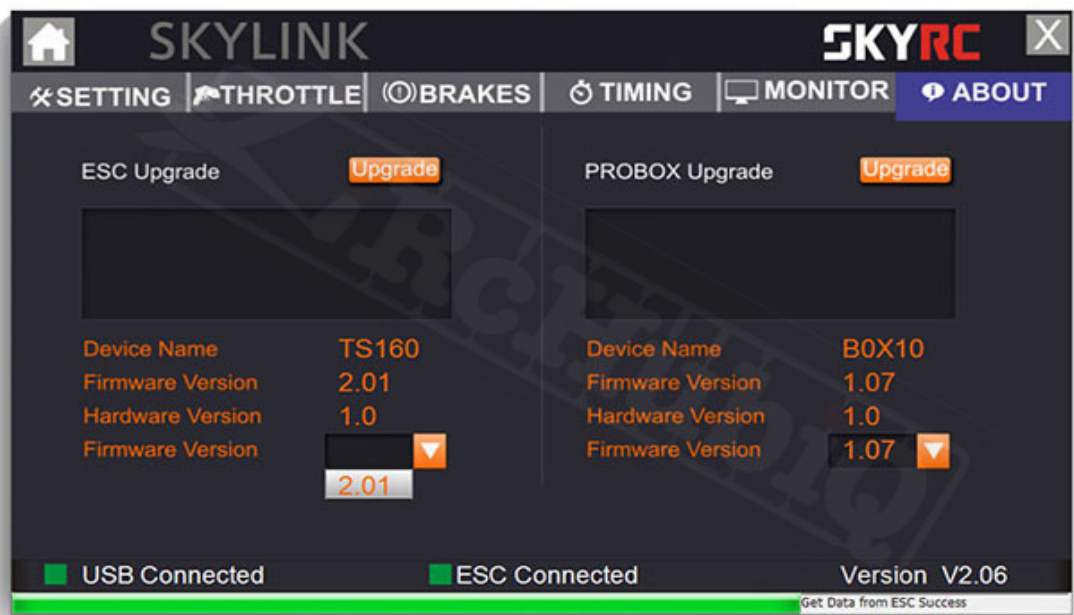 SKYLINK
SKYRC
X
SETTING THROTTLE BRAKES TIMING MONITOR ABOUT
ESC Upgrade Upgrade
PROBOX Upgrade Upgrade
Device Name TS160
Firmware Version 2.01
Hardware Version 1.0
Firmware Version
2.01
Device Name B0X10
Firmware Version 1.07
Hardware Version 1.0
Firmware Version 1.07
USB Connected
ESC Connected
Version V2.06
Get Data from ESC Success
RcHubiQ